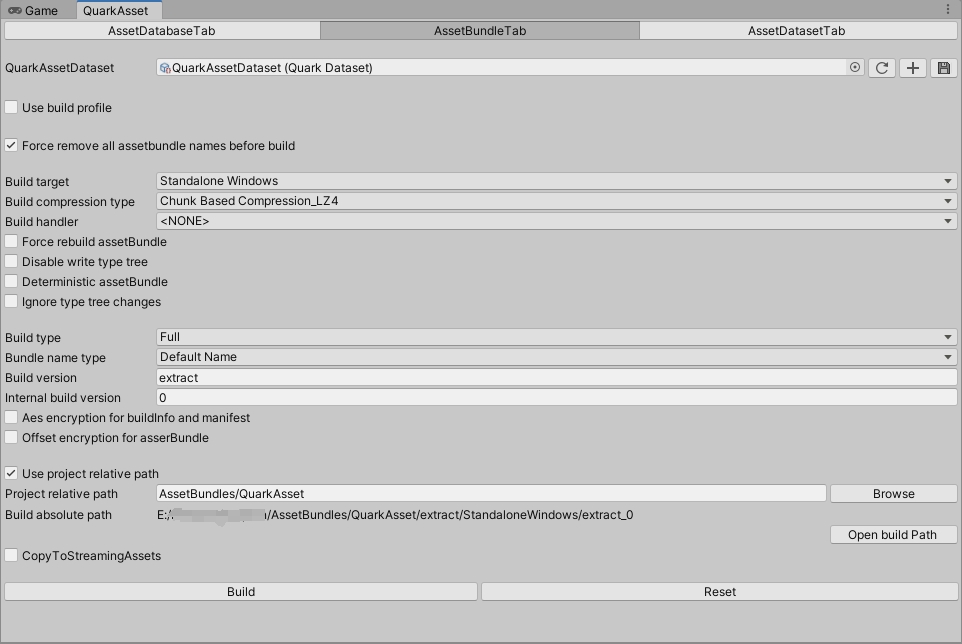 Game QuarkAsset
AssetDatabaseTab AssetBundleTab AssetDatasetTab
QuarkAssetDataset QuarkAssetDataset (Quark Dataset)
Use build profile
Force remove all assetbundle names before build
Build target Standalone Windows
Build compression type Chunk Based Compression_LZ4
Build handler <NONE>
Force rebuild assetBundle
Disable write type tree
Deterministic assetBundle
Ignore type tree changes
Build type Full
Bundle name type Default Name
Build version extract
Internal build version 0
Aes encryption for buildInfo and manifest
Offset encryption for asserBundle
Use project relative path
Project relative path AssetBundles/QuarkAsset Browse
Build absolute path E:/ /AssetBundles/QuarkAsset/extract/StandaloneWindows/extract_0
Open build Path
CopyToStreamingAssets
Build Reset